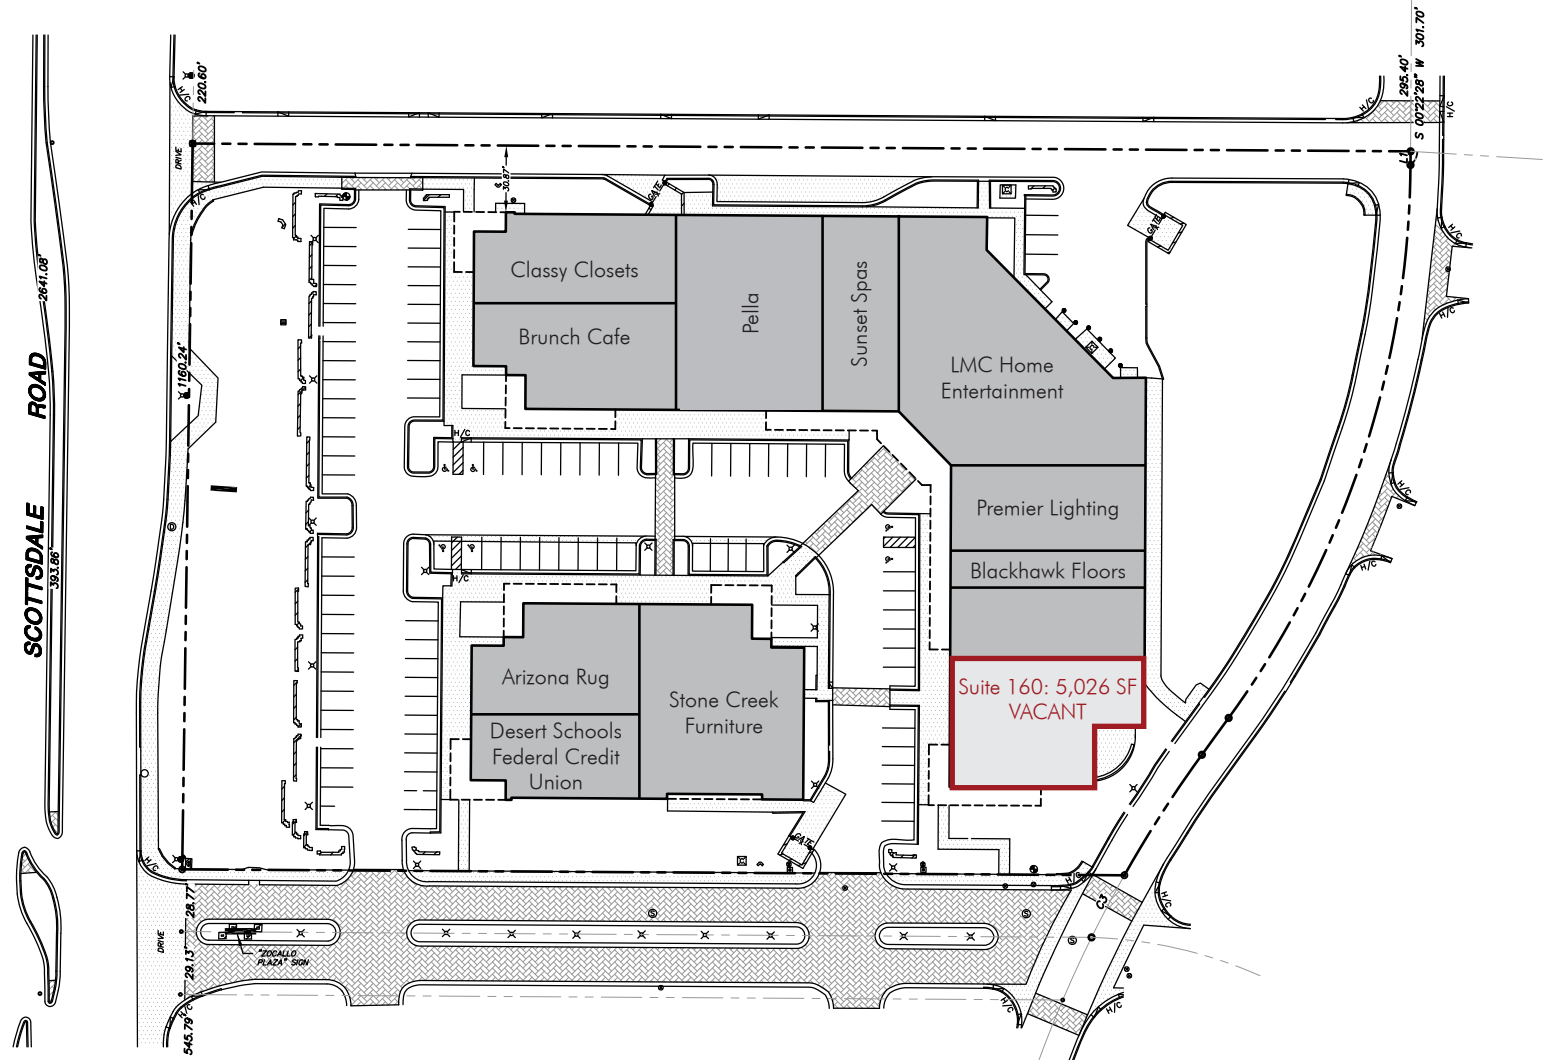 S 00°22'28" W 301.70'
295.40'
220.60'
H/C
H/C
H/C
DRIVE
L1
30.87'
GATE
H/C
GATE
H/C
2641.08'
Classy Closets
Pella
Sunset Spas
Brunch Cafe
LMC Home
Entertainment
H/C
1160.24'
ROAD
H/C
H/C
Premier Lighting
SCOTTSDALE
393.86'
H/C
H/C
Blackhawk Floors
Arizona Rug
Stone Creek
Furniture
Suite 160: 5,026 SF
VACANT
Desert Schools
Federal Credit
Union
GATE
H/C
H/C
H/C
28.77'
C3
DRIVE
29.13'
"ZOCALLO
PLAZA" SIGN
H/C
H/C
H/C
545.79'